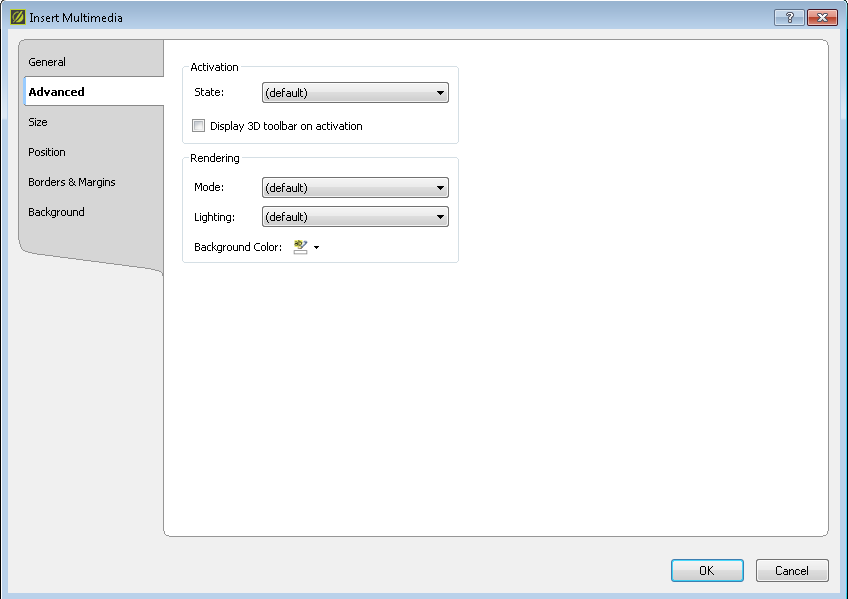 Insert Multimedia
?
General
Advanced
Size
Position
Borders & Margins
Background
Activation
State: (default)
Display 3D toolbar on activation
Rendering
Mode: (default)
Lighting: (default)
Background Color:
OK Cancel